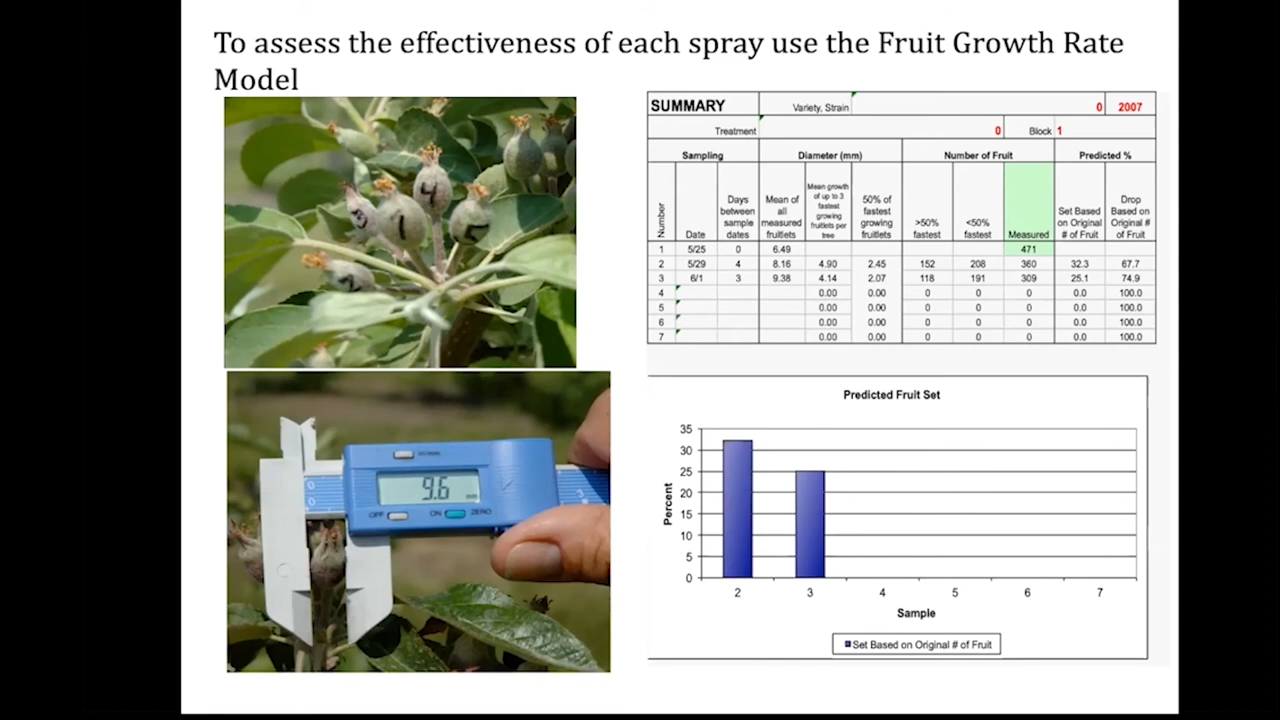 To assess the effectiveness of each spray use the Fruit Growth Rate
Model
SUMMARY Variety, Strain 0 2007
Treatment 0 Block 1
Sampling Diameter (mm) Number of Fruit Predicted %
Number Date Days between sample dates Mean of all measured fruitlets Mean growth of up to 3 fastest growing fruitlets per tree 50% of fastest growing fruitlets >50% fastest <50% fastest Measured Set Based on Original # of Fruit Drop Based on Original # of Fruit
1 5/25 0 6.49 471
2 5/29 4 8.16 4.90 2.45 152 208 360 32.3 67.7
3 6/1 3 9.38 4.14 2.07 118 191 309 25.1 74.9
4 0.00 0.00 0 0 0 0.0 100.0
5 0.00 0.00 0 0 0 0.0 100.0
6 0.00 0.00 0 0 0 0.0 100.0
7 0.00 0.00 0 0 0 0.0 100.0
3 1 4
9.6 mm
OFF ON ZERO
Predicted Fruit Set
Percent
35
30
25
20
15
10
5
0
2 3 4 5 6 7
Sample
Set Based on Original # of Fruit